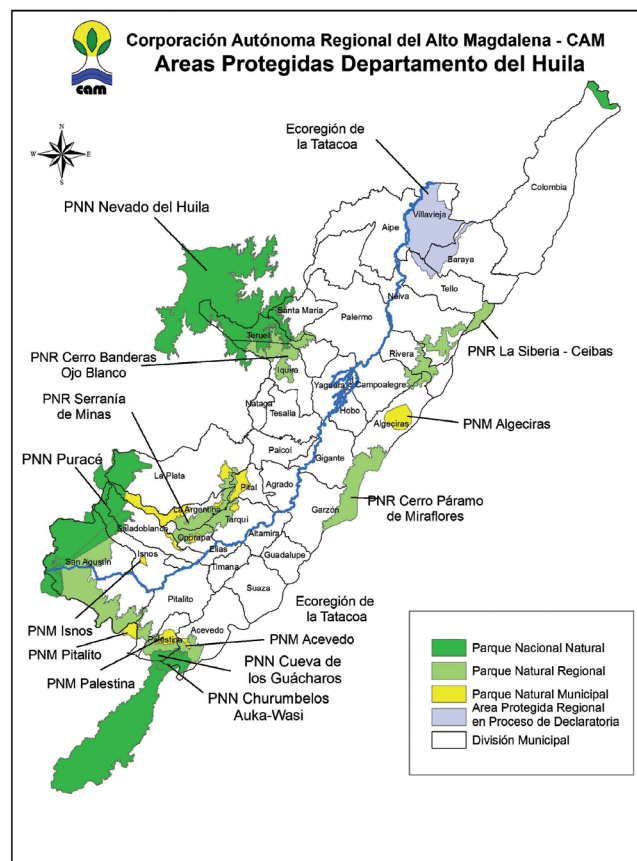 Corporación Autónoma Regional del Alto Magdalena - CAM
Areas Protegidas Departamento del Huila
cam
N
W
E
S
Ecoregión de
la Tatacoa
Colombia
PNN Nevado del Huila
Villavieja
Aipe
Baraya
Tello
Neiva
Santa Maria
Palermo
Teruel
PNR La Siberia - Ceibas
PNR Cerro Banderas
Ojo Blanco
Rivera
Iquira
Yaguará
Campoalegre
PNR Serranía
de Minas
Nátaga
Tesalia
Hobo
Algeciras
PNM Algeciras
PNN Puracé
Paicol
Gigante
La Plata
Pital
Agrado
PNR Cerro Páramo
de Miraflores
La Argentina
Garzón
Tarqui
Saladoblanco
Oporapa
Altamira
Elias
Isnos
Guadalupe
San Agustín
Timana
Suaza
Pitalito
Ecoregión de
la Tatacoa
PNM Isnos
Acevedo
PNM Pitalito
Palestina
PNM Acevedo
PNM Palestina
PNN Cueva de
los Guácharos
PNN Churumbelos
Auka-Wasi
Parque Nacional Natural
Parque Natural Regional
Parque Natural Municipal
Area Protegida Regional
en Proceso de Declaratoria
División Municipal